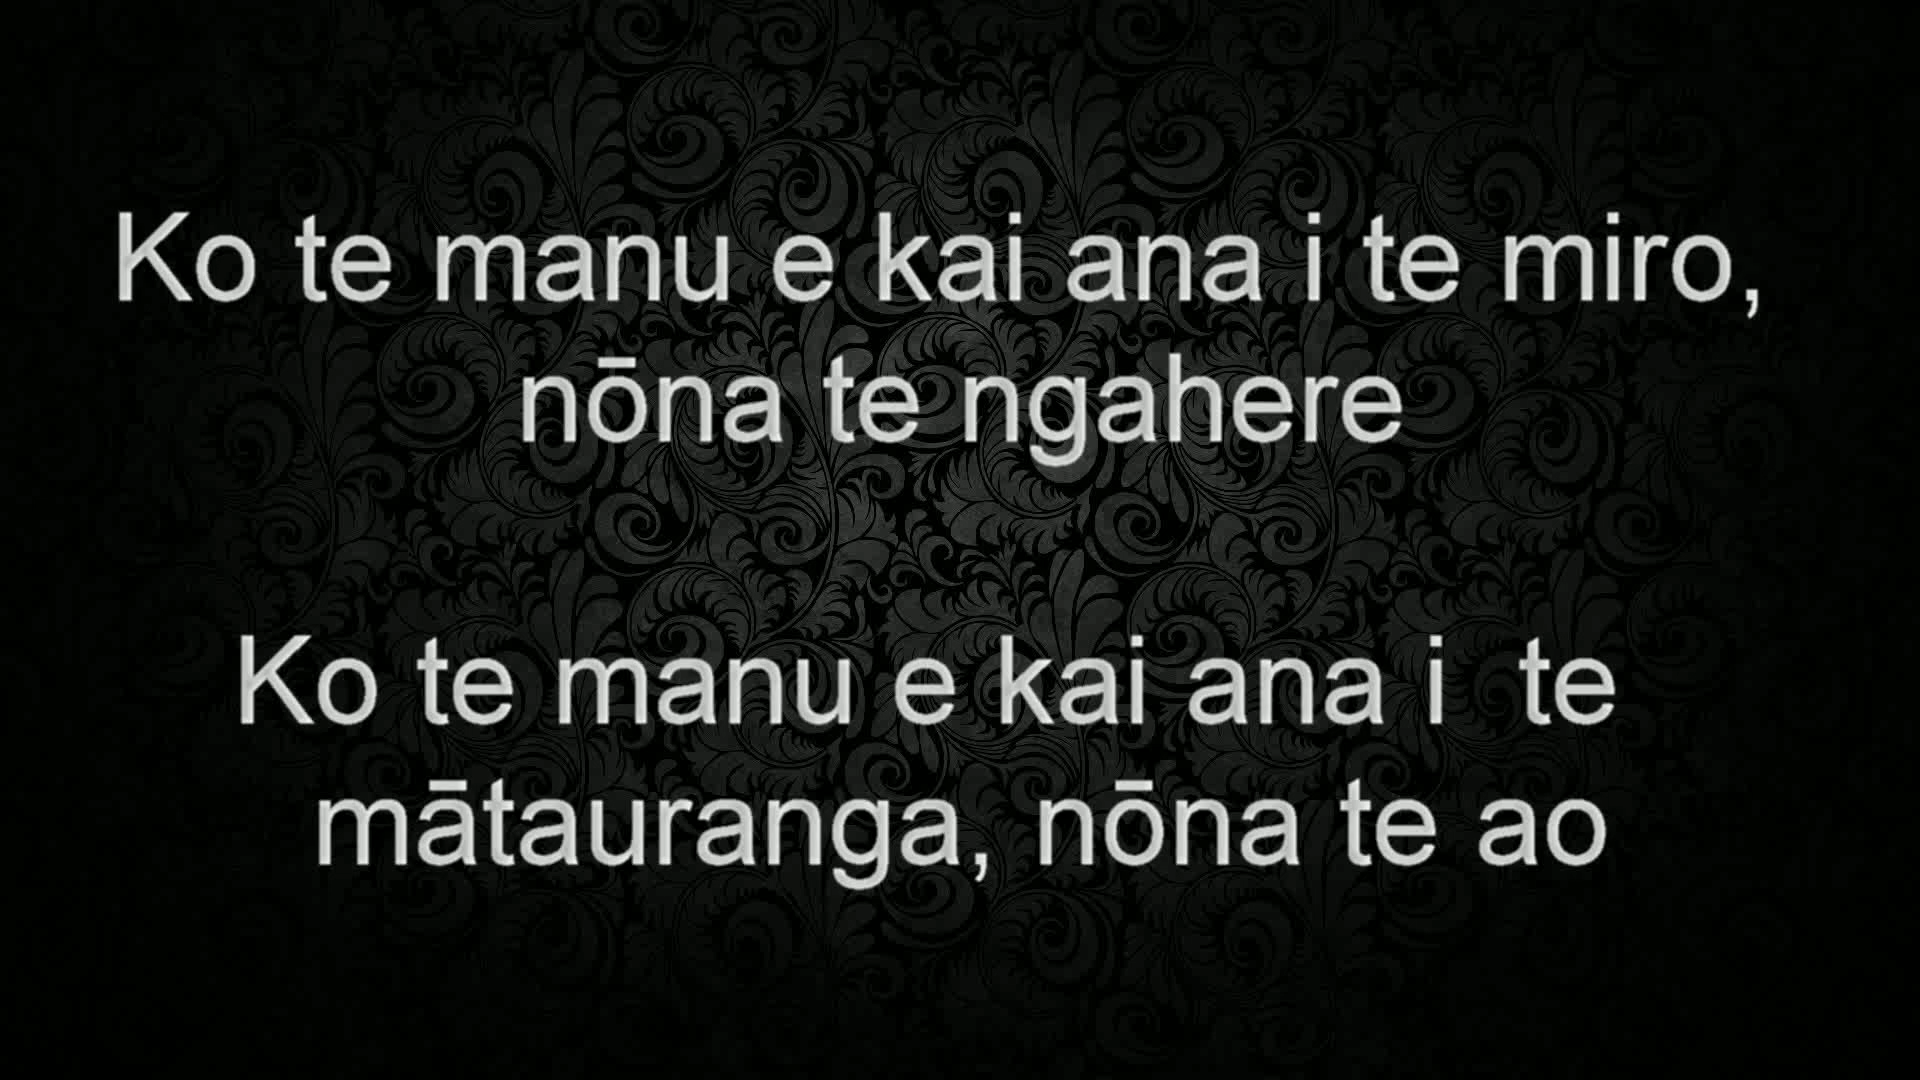 Ko te manu e kai ana i te miro,
nōna te ngahere
Ko te manu e kai ana i  te
mātauranga, nōna te ao